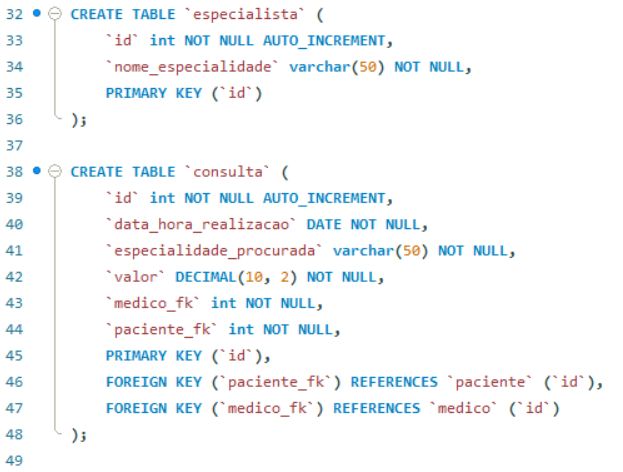 32 CREATE TABLE `especialista` (
33 `id` int NOT NULL AUTO_INCREMENT,
34 `nome_especialidade` varchar(50) NOT NULL,
35 PRIMARY KEY (`id`)
36 );
37
38 CREATE TABLE `consulta` (
39 `id` int NOT NULL AUTO_INCREMENT,
40 `data_hora_realizacao` DATE NOT NULL,
41 `especialidade_procurada` varchar(50) NOT NULL,
42 `valor` DECIMAL(10, 2) NOT NULL,
43 `medico_fk` int NOT NULL,
44 `paciente_fk` int NOT NULL,
45 PRIMARY KEY (`id`),
46 FOREIGN KEY (`paciente_fk`) REFERENCES `paciente` (`id`),
47 FOREIGN KEY (`medico_fk`) REFERENCES `medico` (`id`)
48 );
49